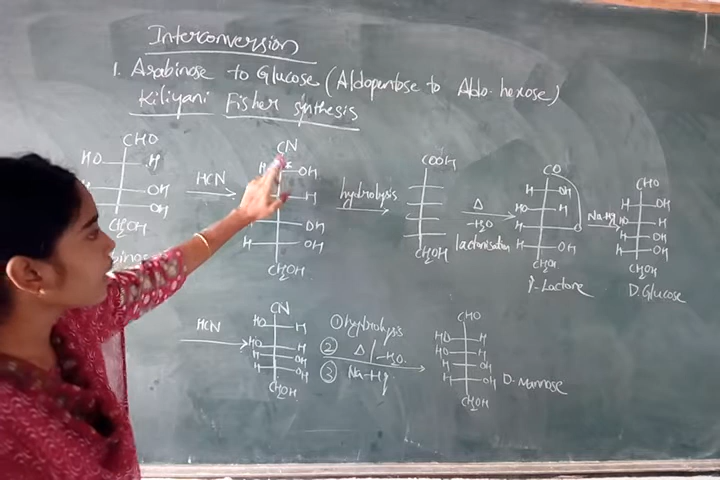 Interconversion
1. Arabinose to Glucose (Aldopentose to Aldo.hexose)
Kiliyani Fisher synthesis
CHO
HO H
OH
OH
CH2OH
HCN
CN
H OH
H
OH
H OH
CH2OH
hydrolysis
COOH
CH2OH
Δ
-H2O
lactonisation
CO
H OH
HO H
H
H OH
CH2OH
γ-Lactone
Na-Hg
CHO
H OH
HO H
H OH
H OH
CH2OH
D.Glucose
HCN
CN
HO H
HO H
H OH
H OH
CH2OH
① hydrolysis
② Δ/-H2O
③ Na-Hg.
CHO
HO H
HO H
H OH
H OH
CH2OH
D-Mannose